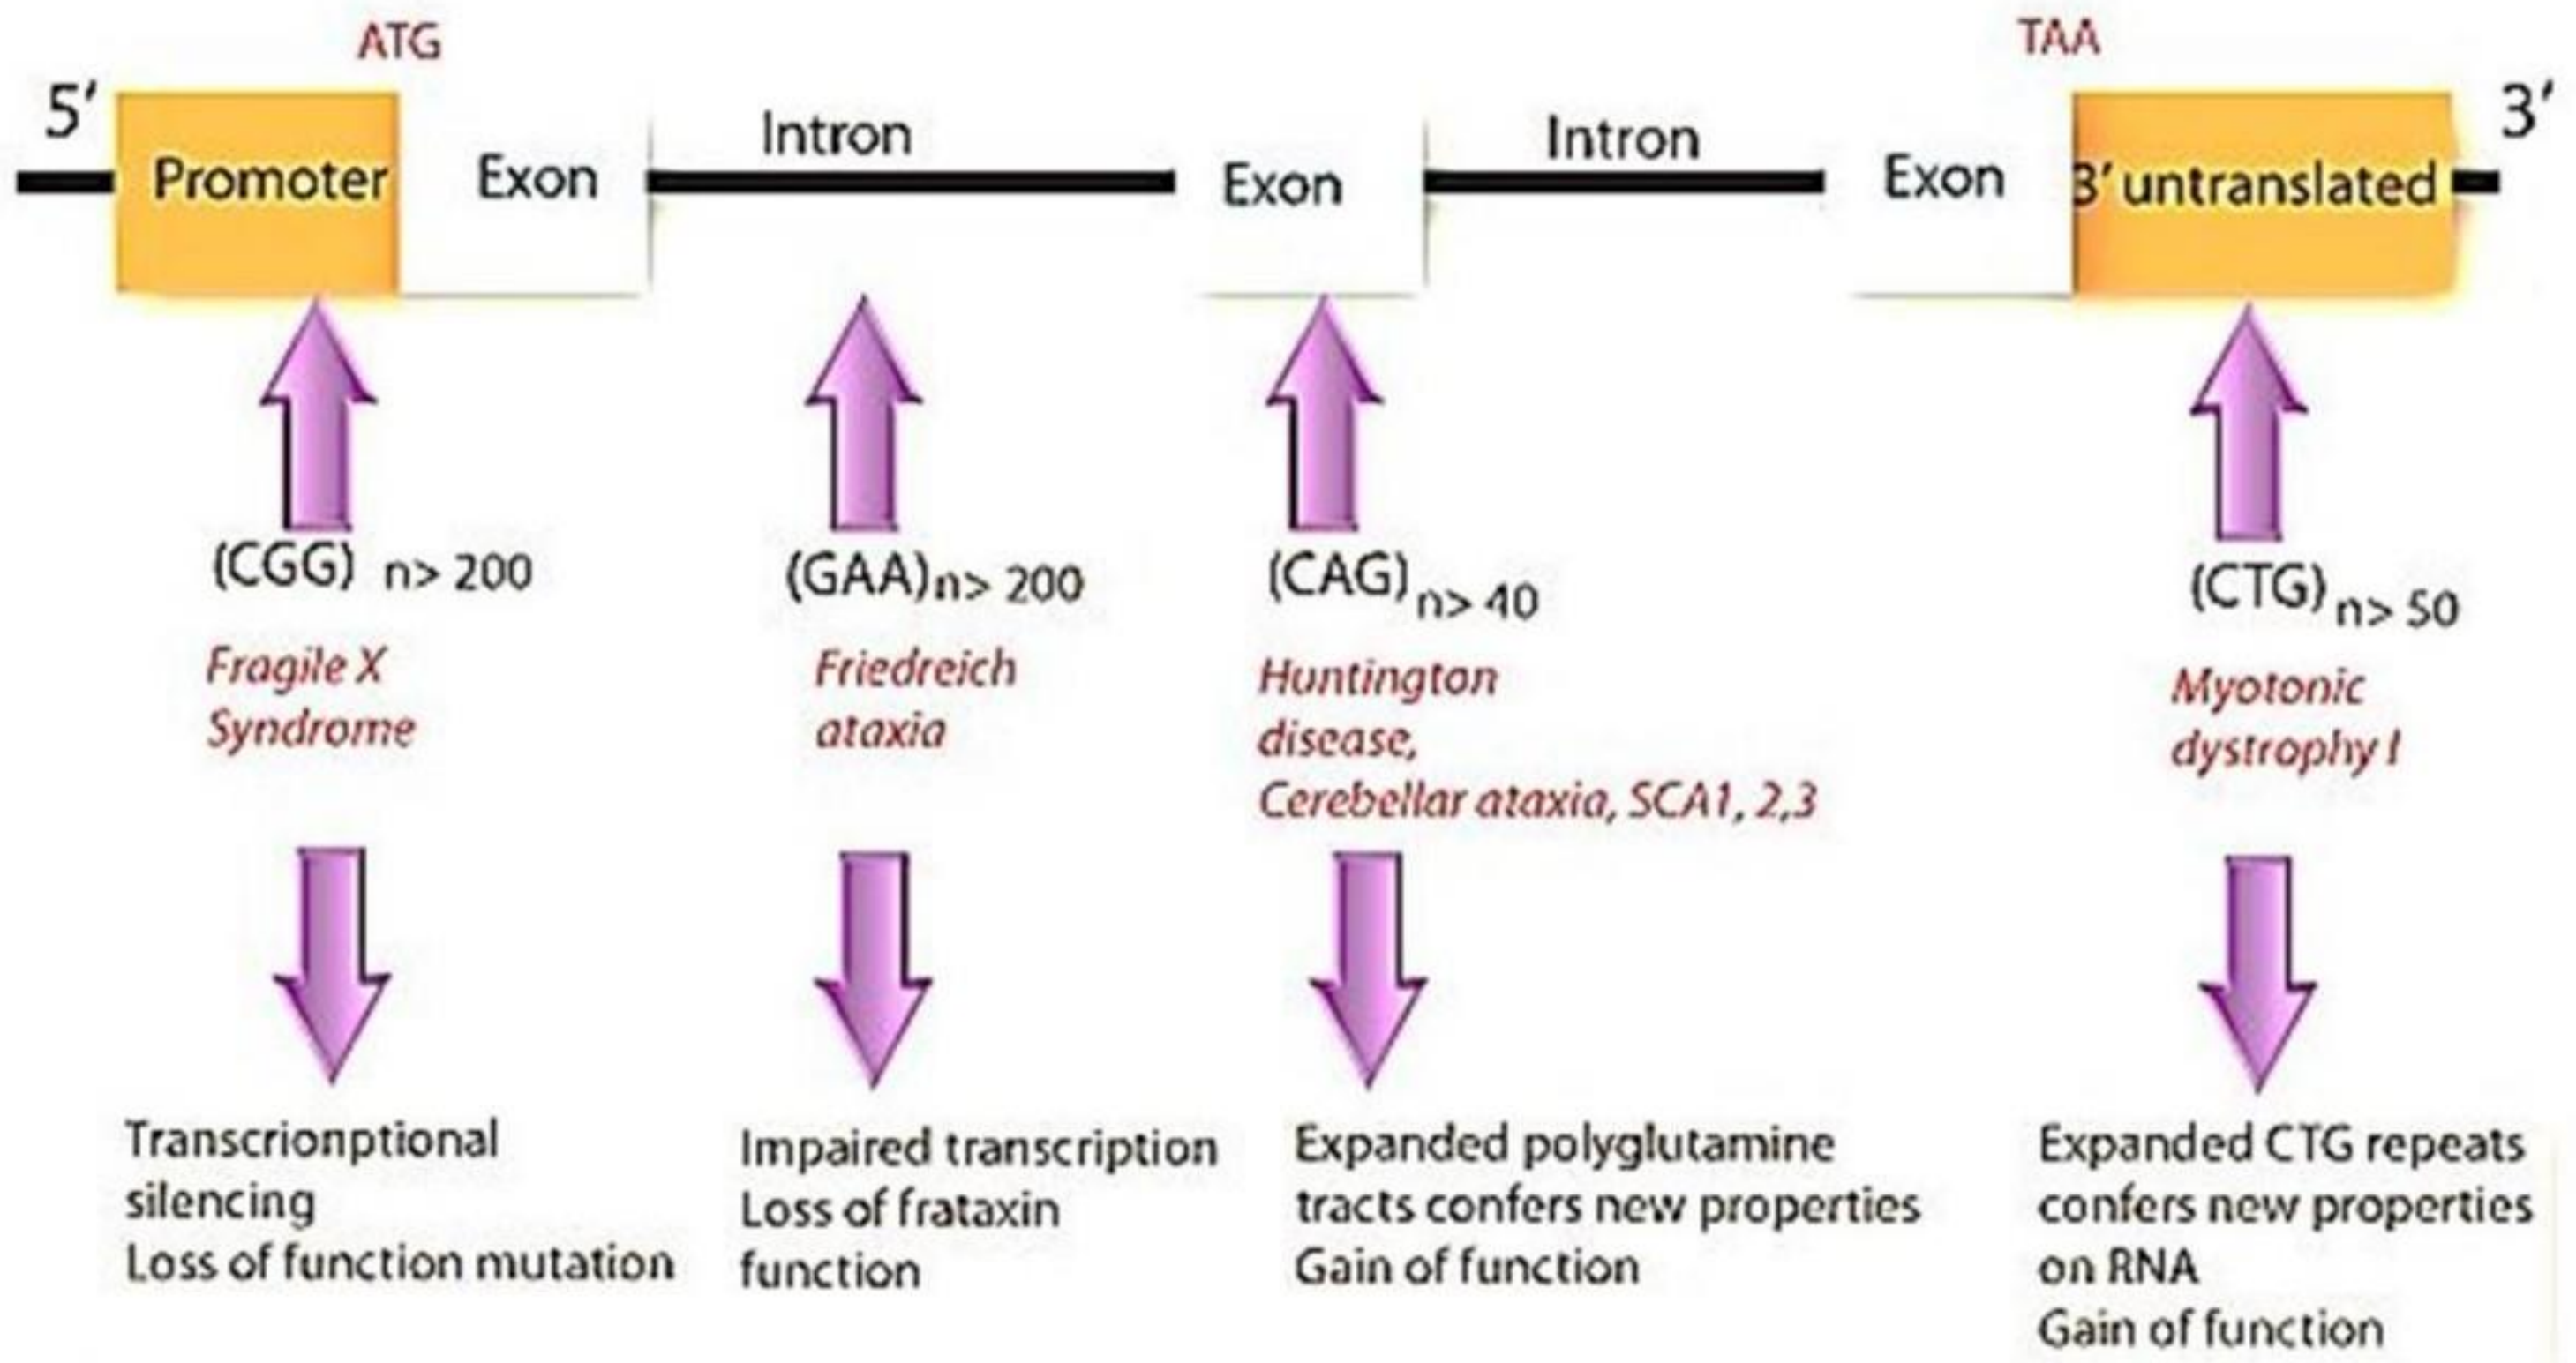 ATG
TAA
5′
Promoter
Exon
Intron
Exon
Intron
Exon
3′ untranslated
3′
(CGG) n> 200
Fragile X
Syndrome
Transcrionptional
silencing
Loss of function mutation
(GAA)n> 200
Friedreich
ataxia
Impaired transcription
Loss of frataxin
function
(CAG) n> 40
Huntington
disease,
Cerebellar ataxia, SCA1, 2,3
Expanded polyglutamine
tracts confers new properties
Gain of function
(CTG) n> 50
Myotonic
dystrophy I
Expanded CTG repeats
confers new properties
on RNA
Gain of function